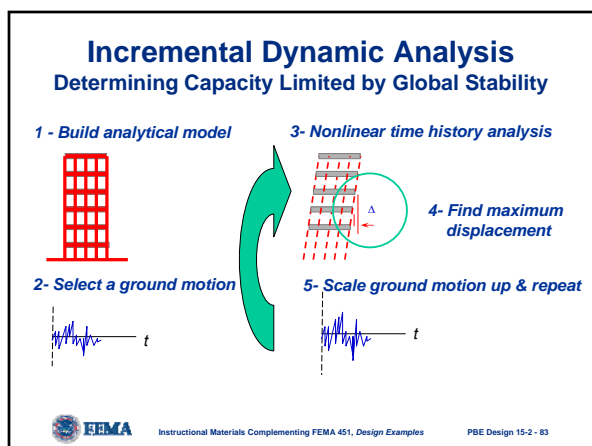 Incremental Dynamic Analysis
Determining Capacity Limited by Global Stability
1 - Build analytical model
3- Nonlinear time history analysis
Δ
4- Find maximum
displacement
2- Select a ground motion
5- Scale ground motion up & repeat
t
t
FEMA
Instructional Materials Complementing FEMA 451, Design Examples
PBE Design 15-2 - 83